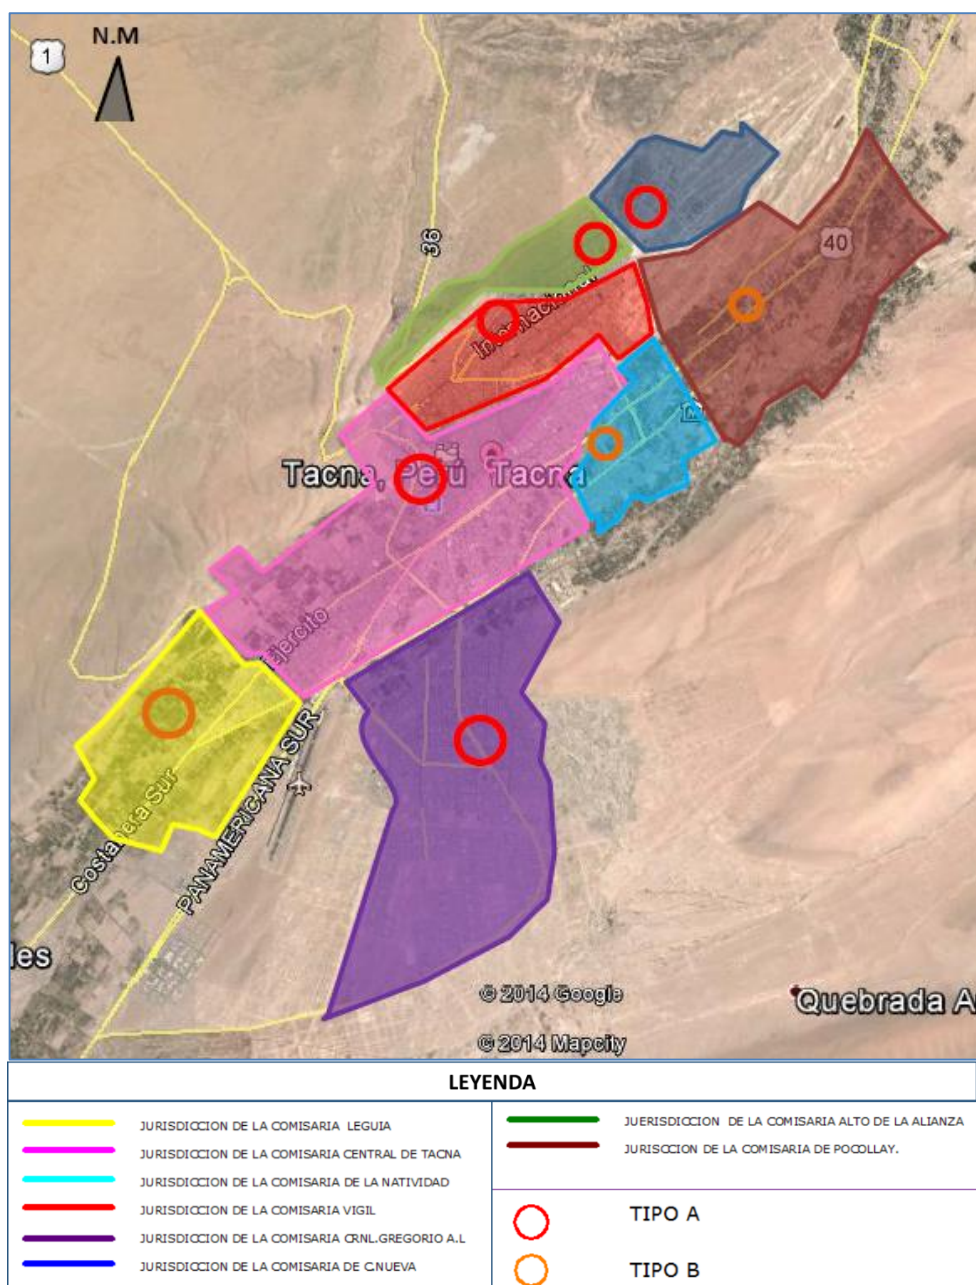 N.M
1
36
40
Internacional
Tacna, Perú
Tacna
Ejercito
Costanera Sur
PANAMERICANA SUR
les
© 2014 Google
Quebrada A
© 2014 Mapcity
LEYENDA
JURISDICCION DE LA COMISARIA LEGUIA
JURISDICCION DE LA COMISARIA CENTRAL DE TACNA
JURISDICCION DE LA COMISARIA DE LA NATIVIDAD
JURISDICCION DE LA COMISARIA VIGIL
JURISDICCION DE LA COMISARIA CRNL.GREGORIO A.L
JURISDICCION DE LA COMISARIA DE C.NUEVA
JUERISDICCION DE LA COMISARIA ALTO DE LA ALIANZA
JURISCCION DE LA COMISARIA DE POCOLLAY.
TIPO A
TIPO B